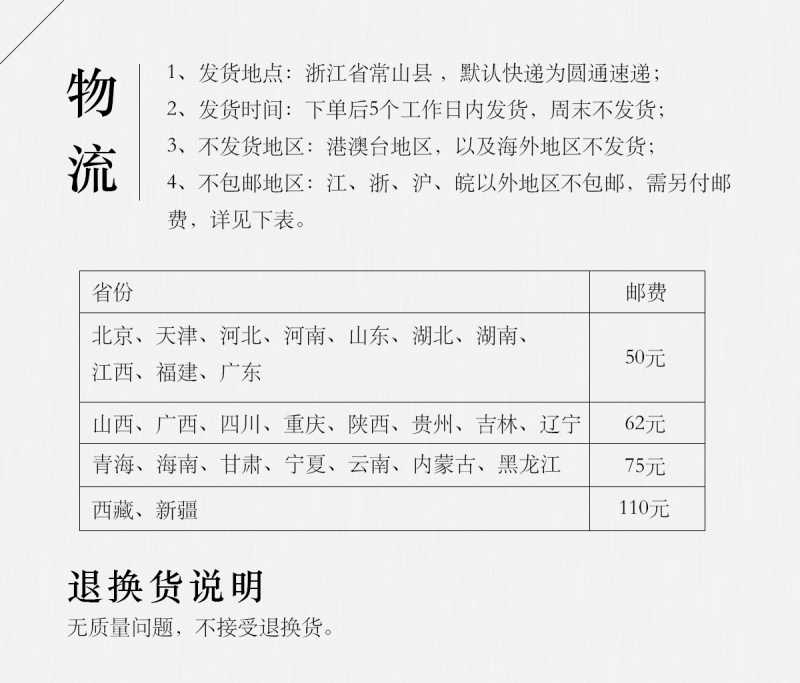 物流
1、发货地点：浙江省常山县，默认快递为圆通速递；
2、发货时间：下单后5个工作日内发货，周末不发货；
3、不发货地区：港澳台地区，以及海外地区不发货；
4、不包邮地区：江、浙、沪、皖以外地区不包邮，需另付邮
费，详见下表。
省份 邮费
北京、天津、河北、河南、山东、湖北、湖南、
江西、福建、广东 50元
山西、广西、四川、重庆、陕西、贵州、吉林、辽宁 62元
青海、海南、甘肃、宁夏、云南、内蒙古、黑龙江 75元
西藏、新疆 110元
退换货说明
无质量问题，不接受退换货。